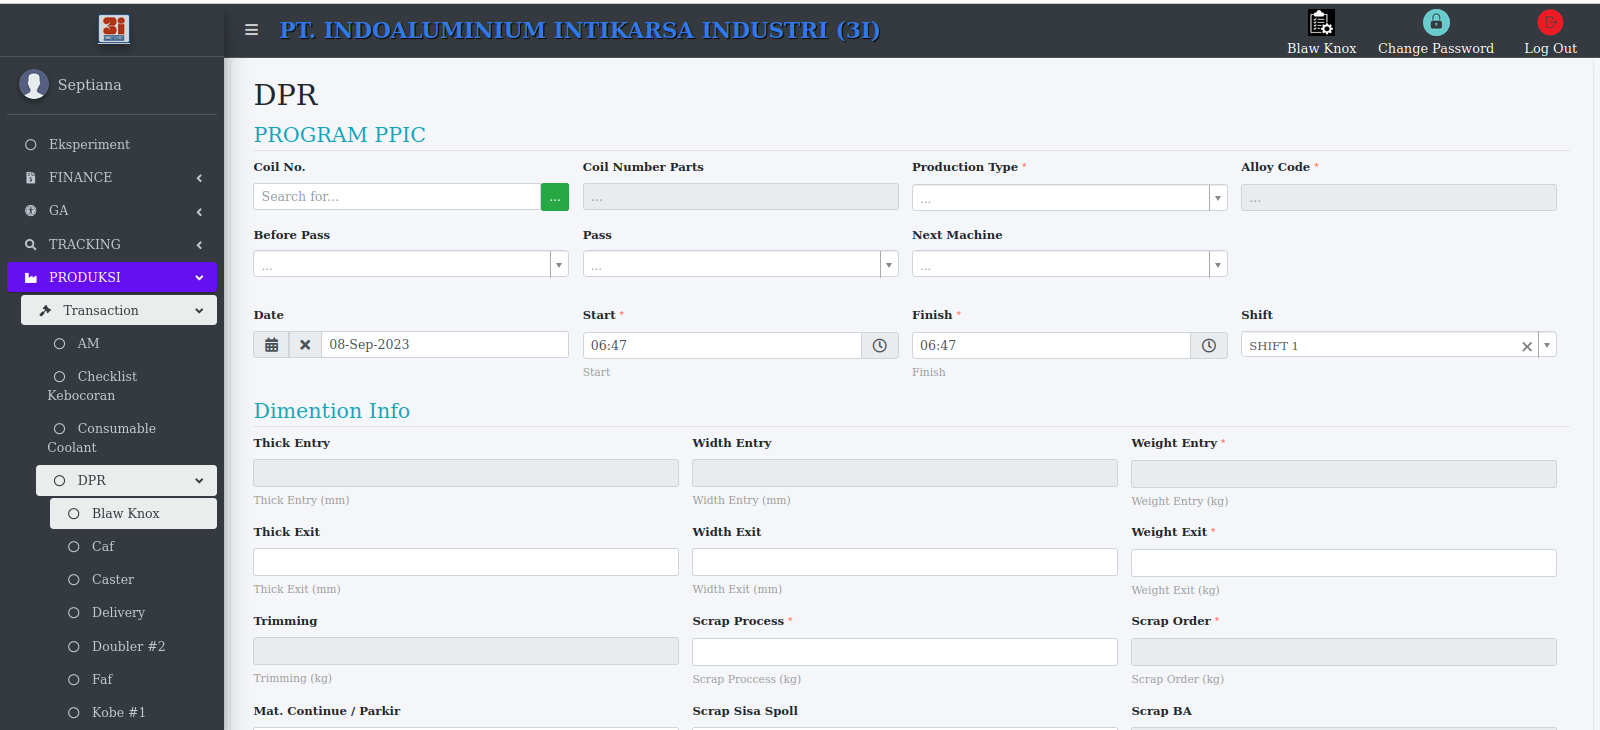 3i
PT. INDOALUMINIUM INTIKARSA INDUSTRI (3I)
Blaw Knox
Change Password
Log Out
Septiana
Eksperiment
FINANCE
GA
TRACKING
PRODUKSI
Transaction
AM
Checklist
Kebocoran
Consumable
Coolant
DPR
Blaw Knox
Caf
Caster
Delivery
Doubler #2
Faf
Kobe #1
DPR
PROGRAM PPIC
Coil No. Coil Number Parts Production Type * Alloy Code *
Search for... ... ... ... ...
Before Pass Pass Next Machine
... ... ...
Date Start * Finish * Shift
08-Sep-2023 06:47 06:47 SHIFT 1
Start Finish
Dimention Info
Thick Entry Width Entry Weight Entry *
Thick Entry (mm) Width Entry (mm) Weight Entry (kg)
Thick Exit Width Exit Weight Exit *
Thick Exit (mm) Width Exit (mm) Weight Exit (kg)
Trimming Scrap Process * Scrap Order *
Trimming (kg) Scrap Proccess (kg) Scrap Order (kg)
Mat. Continue / Parkir Scrap Sisa Spoll Scrap BA